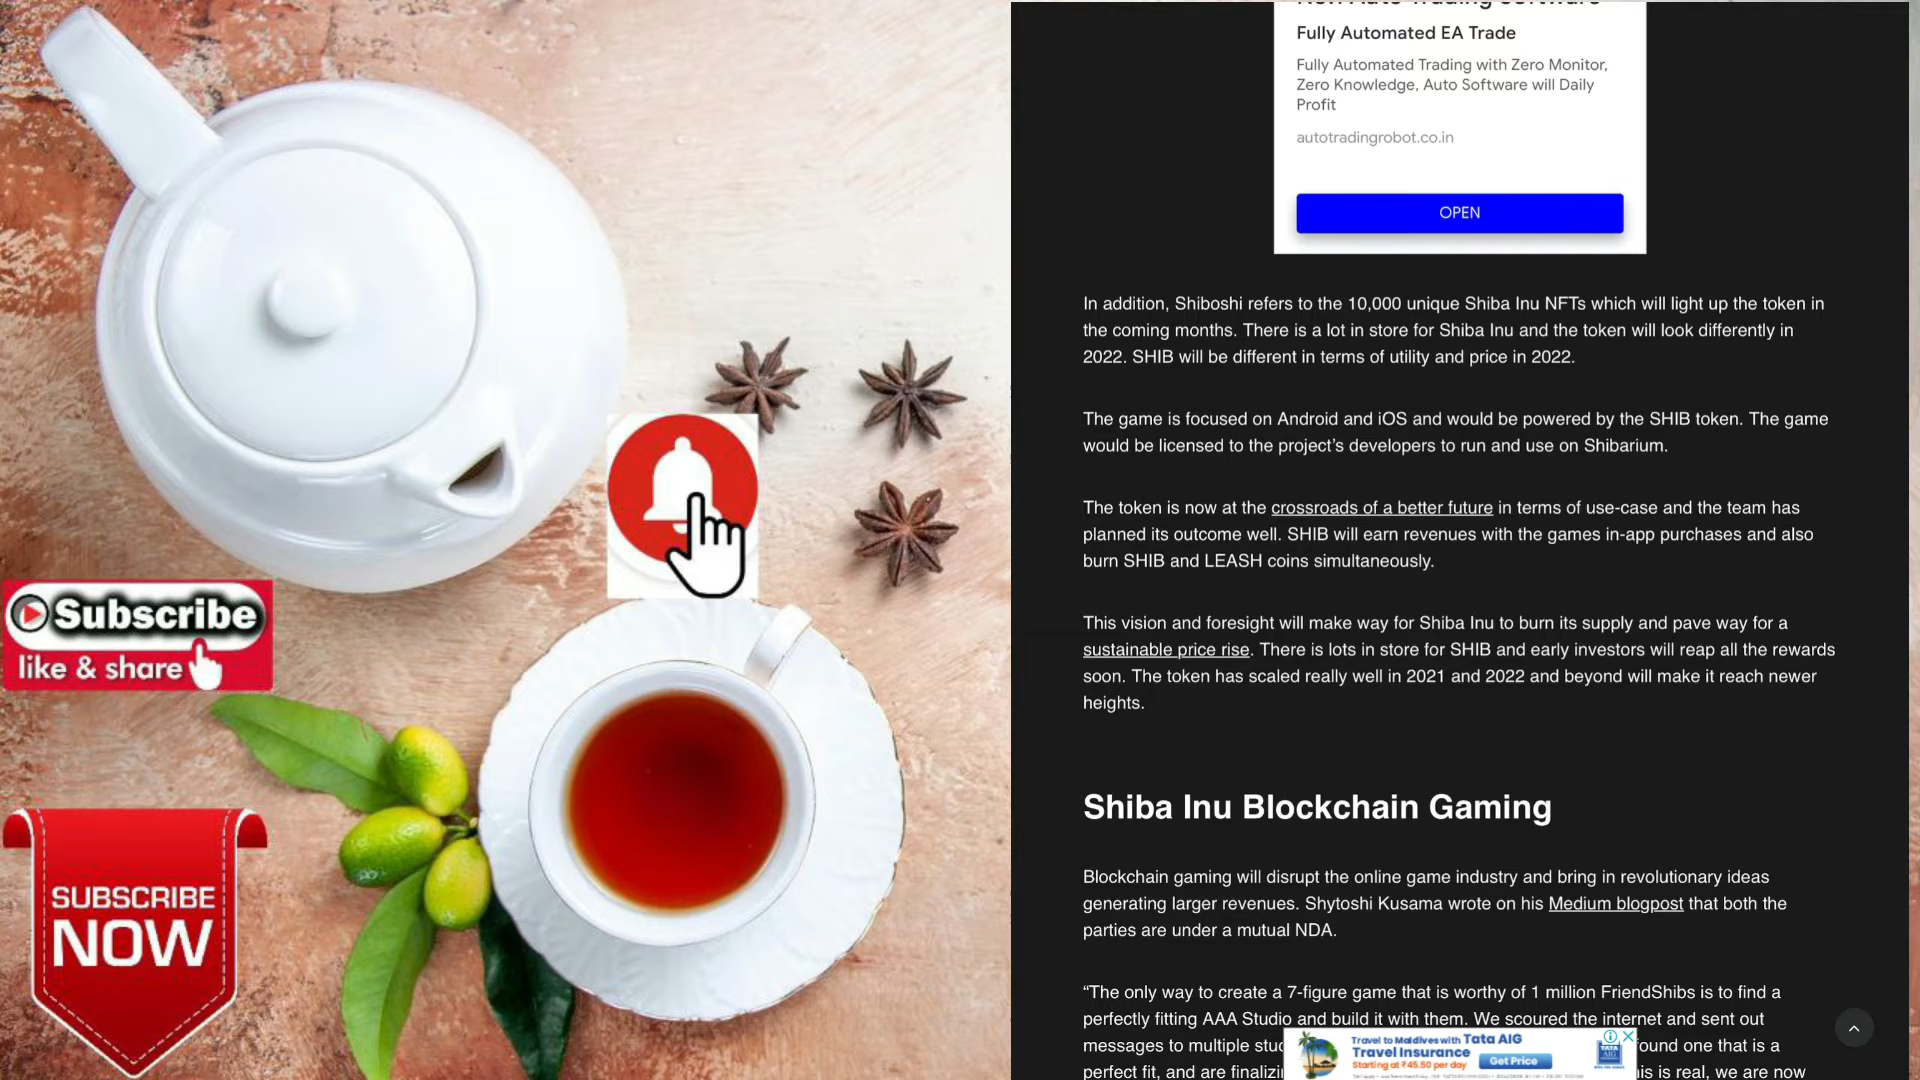 Fully Automated EA Trade
Fully Automated Trading with Zero Monitor,
Zero Knowledge, Auto Software will Daily
Profit
autotradingrobot.co.in
OPEN
In addition, Shiboshi refers to the 10,000 unique Shiba Inu NFTs which will light up the token in
the coming months. There is a lot in store for Shiba Inu and the token will look differently in
2022. SHIB will be different in terms of utility and price in 2022.
The game is focused on Android and iOS and would be powered by the SHIB token. The game
would be licensed to the project’s developers to run and use on Shibarium.
The token is now at the crossroads of a better future in terms of use-case and the team has
planned its outcome well. SHIB will earn revenues with the games in-app purchases and also
burn SHIB and LEASH coins simultaneously.
This vision and foresight will make way for Shiba Inu to burn its supply and pave way for a
sustainable price rise. There is lots in store for SHIB and early investors will reap all the rewards
soon. The token has scaled really well in 2021 and 2022 and beyond will make it reach newer
heights.
Shiba Inu Blockchain Gaming
Blockchain gaming will disrupt the online game industry and bring in revolutionary ideas
generating larger revenues. Shytoshi Kusama wrote on his Medium blogpost that both the
parties are under a mutual NDA.
“The only way to create a 7-figure game that is worthy of 1 million FriendShibs is to find a
perfectly fitting AAA Studio and build it with them. We scoured the internet and sent out
messages to multiple found one that is a
perfect fit, and are is real, we are now
Travel to Maldives with Tata AIG
Travel Insurance
Starting at ₹45.50 per day
Get Price
TATA
AIG
Subscribe
like & share
SUBSCRIBE
NOW